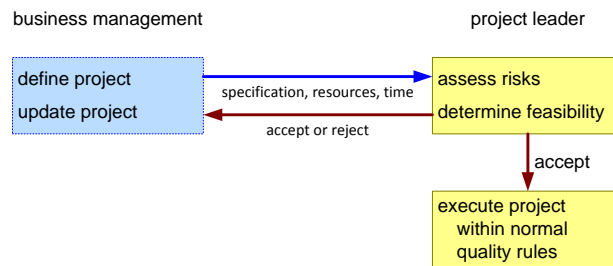 business management
project leader
define project
update project
specification, resources, time
accept or reject
assess risks
determine feasibility
accept
execute project
within normal
quality rules